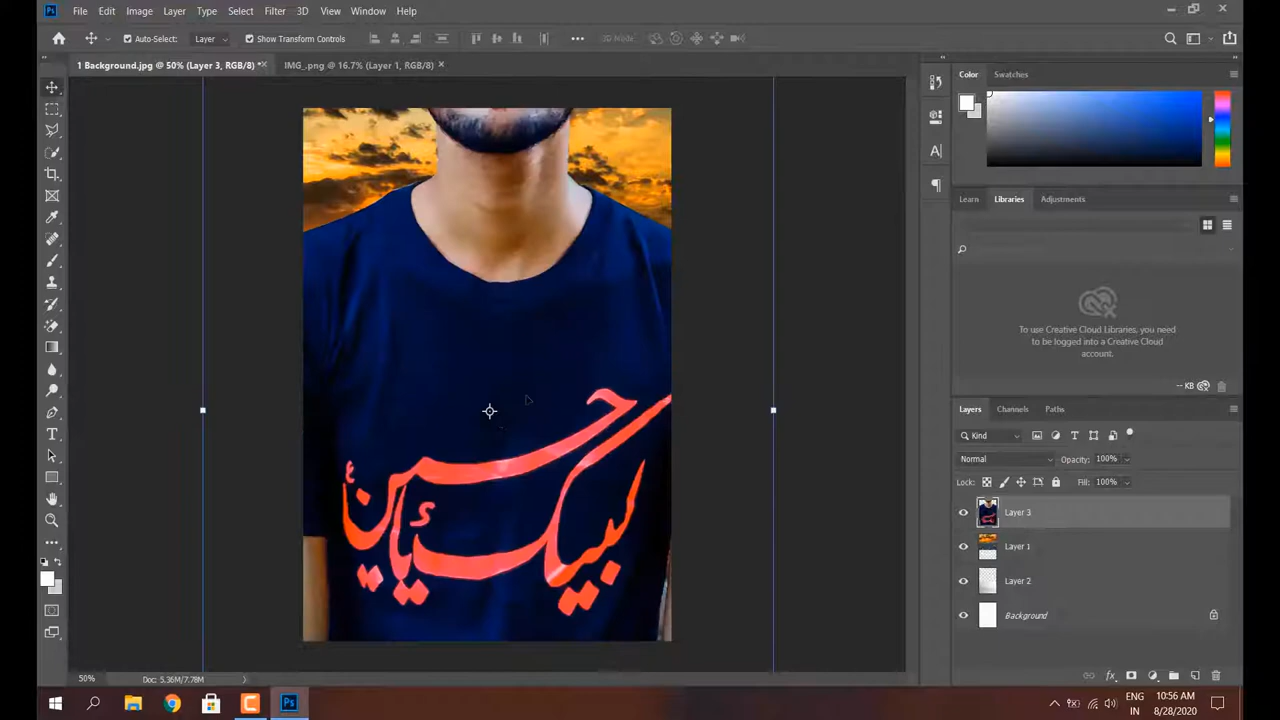 File Edit Image Layer Type Select Filter 3D View Window Help
Auto-Select: Layer Show Transform Controls 3D Mode:
1 Background.jpg @ 50% (Layer 3, RGB/8) * IMG_.png @ 16.7% (Layer 1, RGB/8)
Color Swatches
Learn Libraries Adjustments
To use Creative Cloud Libraries, you need
to be logged into a Creative Cloud
account.
-- KB
Layers Channels Paths
Kind
Normal Opacity: 100%
Lock: Fill: 100%
Layer 3
Layer 1
Layer 2
Background
لبیک یا حسین
50% Doc: 5.36M/7.78M
ENG 10:56 AM
IN 8/28/2020